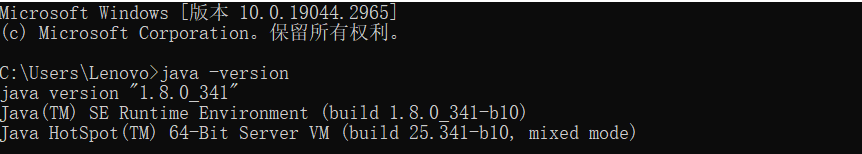 Microsoft Windows [版本 10.0.19044.2965]
(c) Microsoft Corporation。保留所有权利。
C:\Users\Lenovo>java -version
java version "1.8.0_341"
Java(TM) SE Runtime Environment (build 1.8.0_341-b10)
Java HotSpot(TM) 64-Bit Server VM (build 25.341-b10, mixed mode)